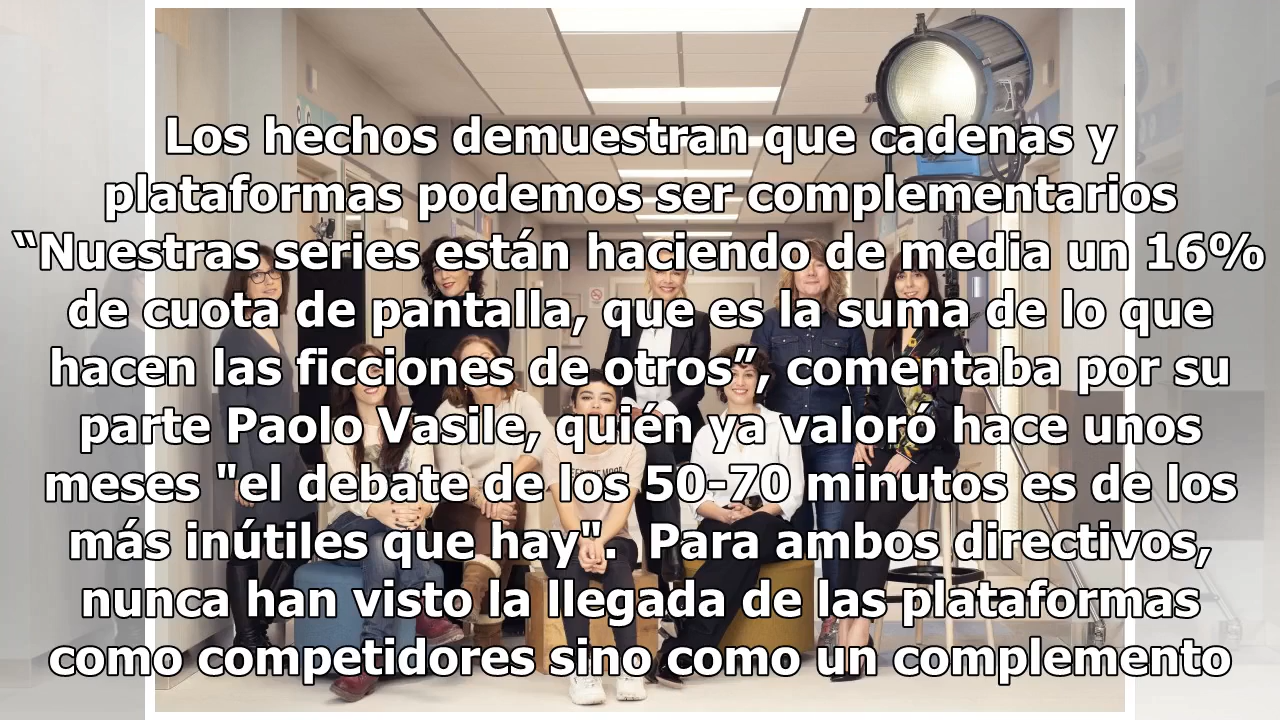 Los hechos demuestran que cadenas y
plataformas podemos ser complementarios
“Nuestras series están haciendo de media un 16%
de cuota de pantalla, que es la suma de lo que
hacen las ficciones de otros”, comentaba por su
parte Paolo Vasile, quién ya valoró hace unos
meses "el debate de los 50-70 minutos es de los
más inútiles que hay".  Para ambos directivos,
nunca han visto la llegada de las plataformas
como competidores sino como un complemento